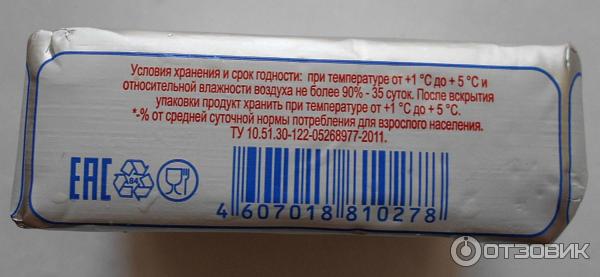 Условия хранения и срок годности: при температуре от +1 °С до + 5 °С и
относительной влажности воздуха не более 90% - 35 суток. После вскрытия
упаковки продукт хранить при температуре от +1 °С до + 5 °С.
*-% от средней суточной нормы потребления для взрослого населения.
ТУ 10.51.30-122-05268977-2011.
ЕАС
84
4 607018 810278
ОТЗОВИК